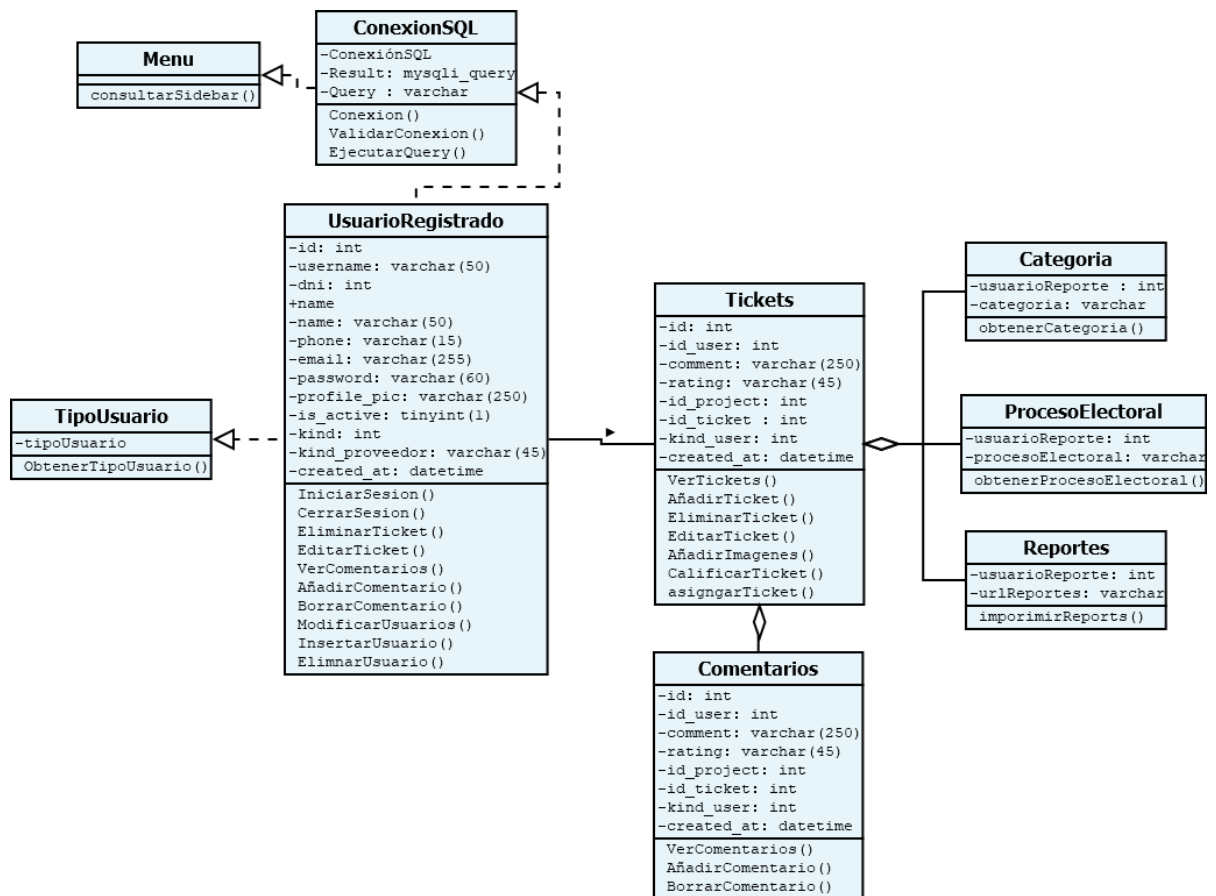 ConexionSQL
-ConexiónSQL
-Result: mysqli_query
-Query : varchar
Conexion()
ValidarConexion()
EjecutarQuery()
Menu
consultarSidebar()
UsuarioRegistrado
-id: int
-username: varchar(50)
-dni: int
+name
-name: varchar(50)
-phone: varchar(15)
-email: varchar(255)
-password: varchar(60)
-profile_pic: varchar(250)
-is_active: tinyint(1)
-kind: int
-kind_proveedor: varchar(45)
-created_at: datetime
IniciarSesion()
CerrarSesion()
EliminarTicket()
EditarTicket()
VerComentarios()
AñadirComentario()
BorrarComentario()
ModificarUsuarios()
InsertarUsuario()
ElimnarUsuario()
TipoUsuario
-tipoUsuario
ObtenerTipoUsuario()
Tickets
-id: int
-id_user: int
-comment: varchar(250)
-rating: varchar(45)
-id_project: int
-id_ticket : int
-kind_user: int
-created_at: datetime
VerTickets()
AñadirTicket()
EliminarTicket()
EditarTicket()
AñadirImagenes()
CalificarTicket()
asigngarTicket()
Categoria
-usuarioReporte : int
-categoria: varchar
obtenerCategoria()
ProcesoElectoral
-usuarioReporte: int
-procesoElectoral: varchar
obtenerProcesoElectoral()
Reportes
-usuarioReporte: int
-urlReportes: varchar
imporimirReports()
Comentarios
-id: int
-id_user: int
-comment: varchar(250)
-rating: varchar(45)
-id_project: int
-id_ticket: int
-kind_user: int
-created_at: datetime
VerComentarios()
AñadirComentario()
BorrarComentario()